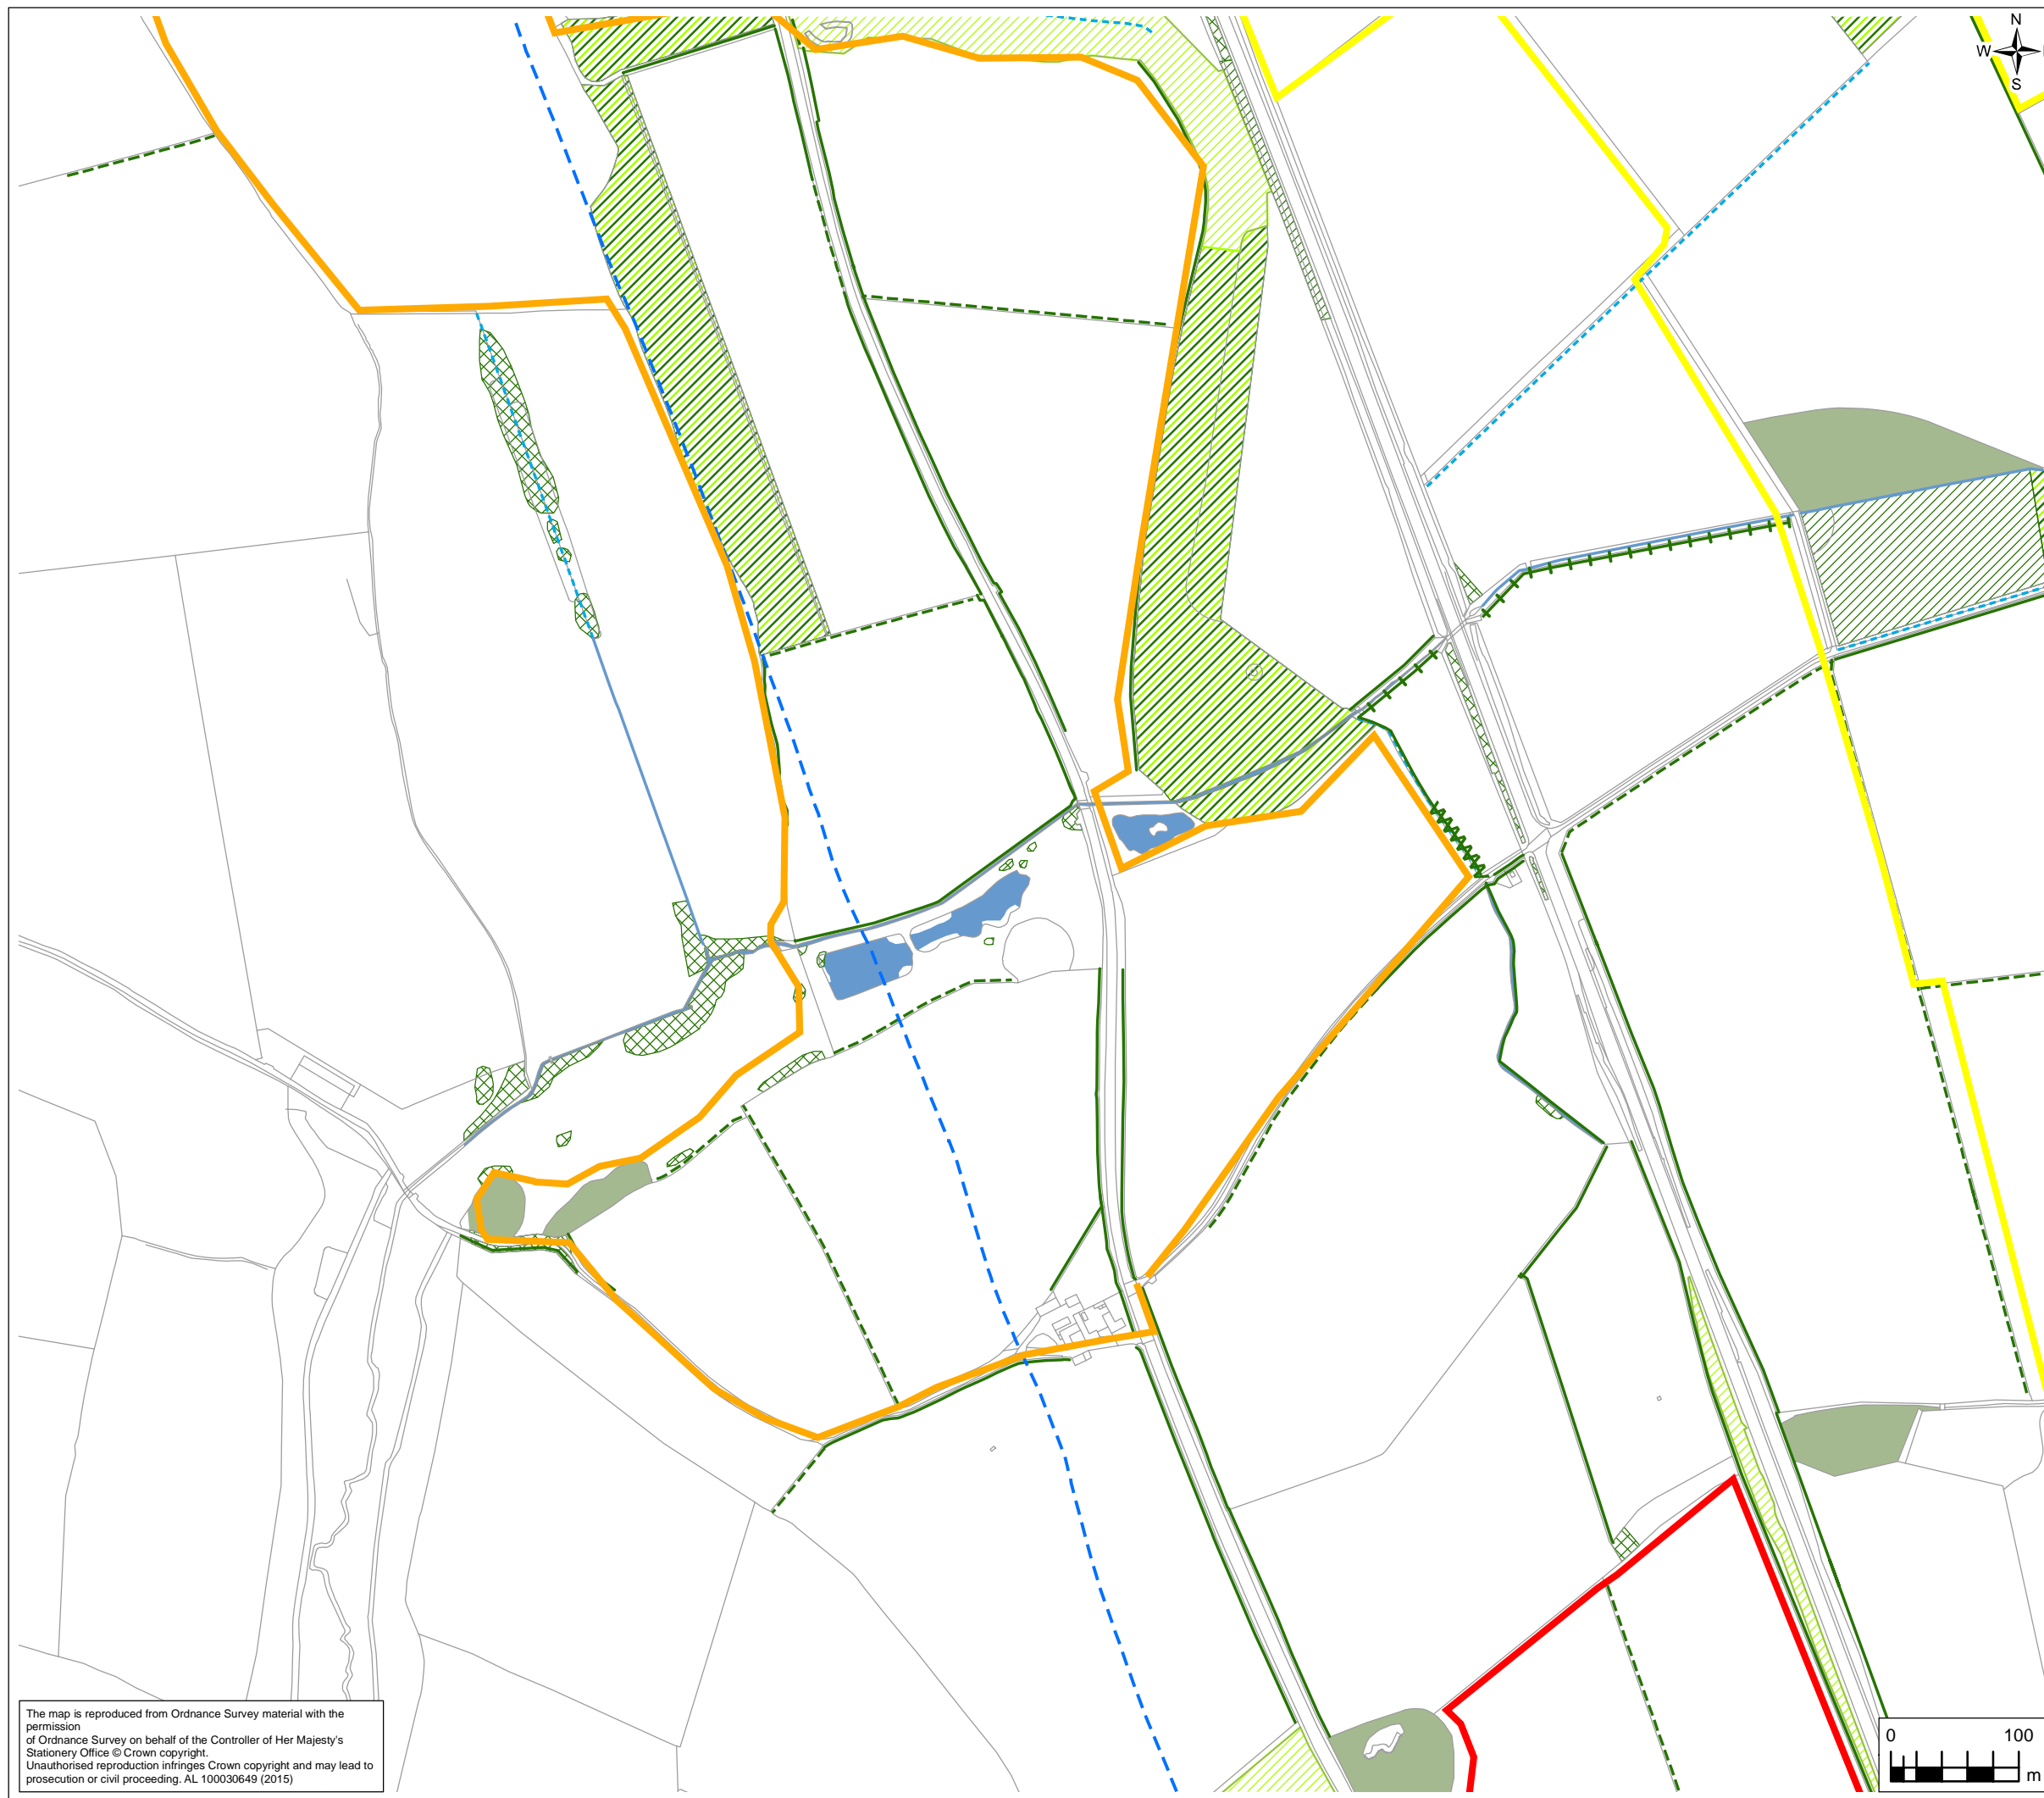 N
W
S
The map is reproduced from Ordnance Survey material with the
permission
of Ordnance Survey on behalf of the Controller of Her Majesty's
Stationery Office © Crown copyright.
Unauthorised reproduction infringes Crown copyright and may lead to
prosecution or civil proceeding. AL 100030649 (2015)
0 100
m